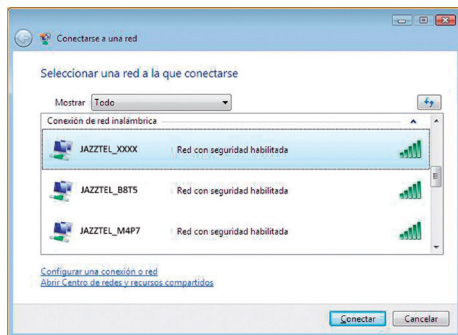 Conectarse a una red
Seleccionar una red a la que conectarse
Mostrar Todo
Conexión de red inalámbrica
JAZZTEL_XXXX Red con seguridad habilitada
JAZZTEL_B8T5 Red con seguridad habilitada
JAZZTEL_M4P7 Red con seguridad habilitada
Configurar una conexión o red
Abrir Centro de redes y recursos compartidos
Conectar Cancelar